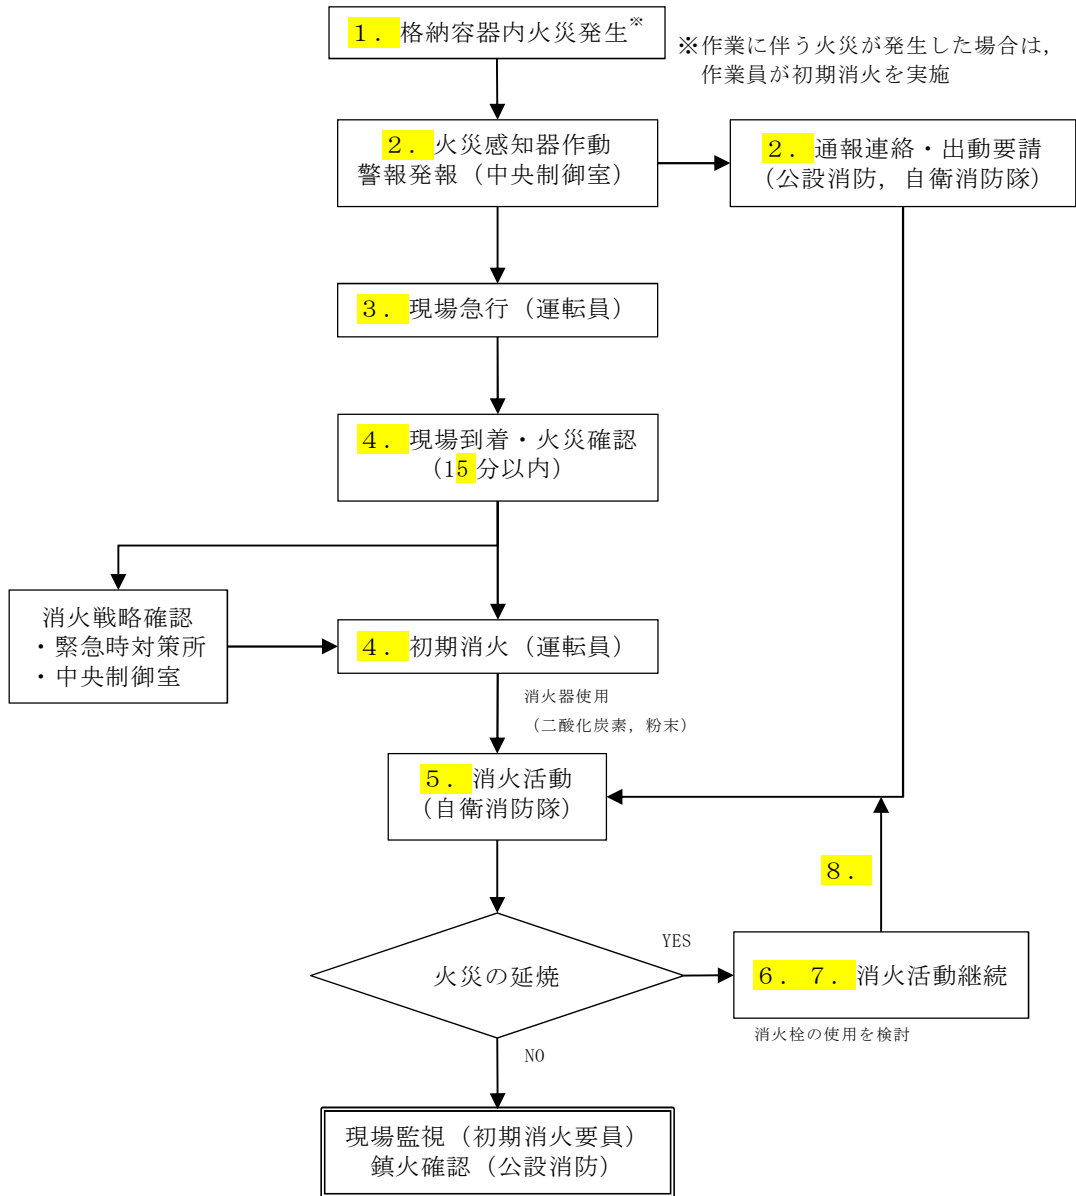 １．格納容器内火災発生※
※作業に伴う火災が発生した場合は，
作業員が初期消火を実施
２．火災感知器作動
警報発報（中央制御室）
２．通報連絡・出動要請
（公設消防，自衛消防隊）
３．現場急行（運転員）
４．現場到着・火災確認
（15分以内）
消火戦略確認
・緊急時対策所
・中央制御室
４．初期消火（運転員）
消火器使用
（二酸化炭素，粉末）
５．消火活動
（自衛消防隊）
８．
火災の延焼
YES
６．７．消火活動継続
消火栓の使用を検討
NO
現場監視（初期消火要員）
鎮火確認（公設消防）